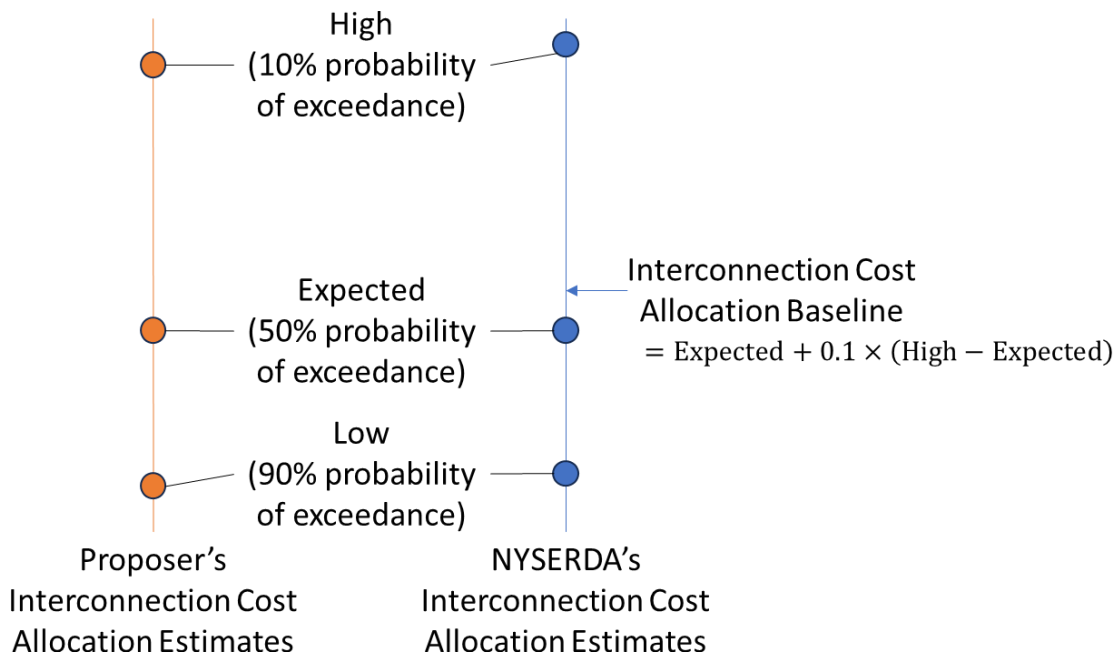 High
(10% probability
of exceedance)
Interconnection Cost
Allocation Baseline
= Expected + 0.1 × (High − Expected)
Expected
(50% probability
of exceedance)
Low
(90% probability
of exceedance)
Proposer’s
Interconnection Cost
Allocation Estimates
NYSERDA’s
Interconnection Cost
Allocation Estimates